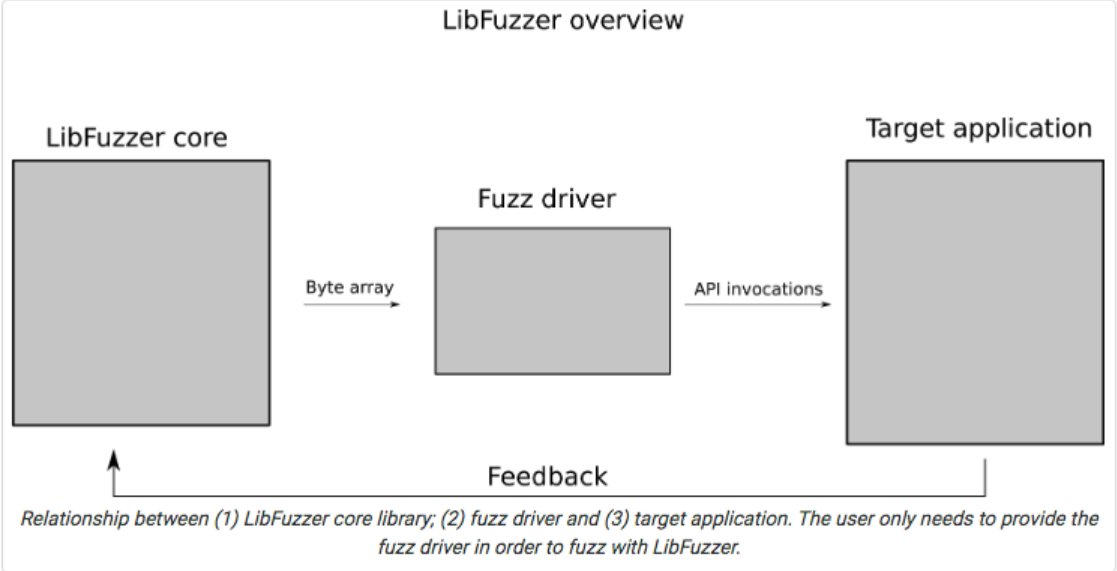 LibFuzzer overview
LibFuzzer core
Target application
Fuzz driver
Byte array
API invocations
Feedback
Relationship between (1) LibFuzzer core library; (2) fuzz driver and (3) target application. The user only needs to provide the
fuzz driver in order to fuzz with LibFuzzer.